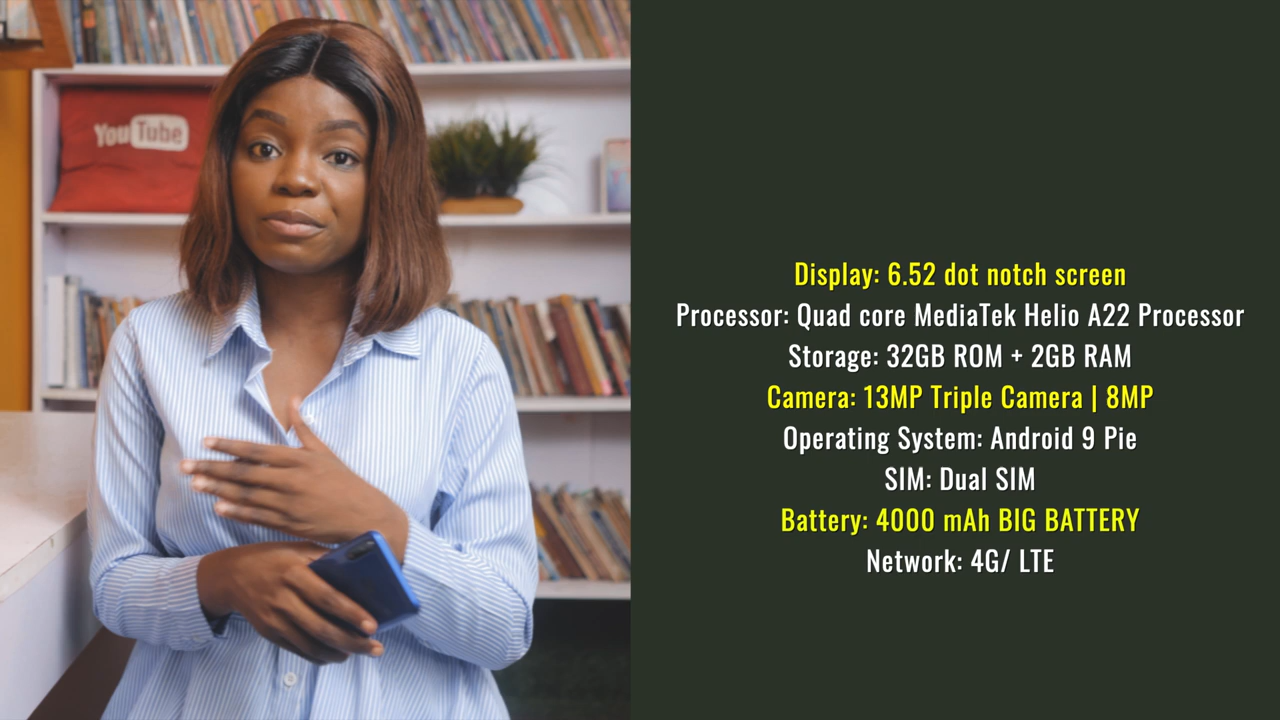 YouTube
Display: 6.52 dot notch screen
Processor: Quad core MediaTek Helio A22 Processor
Storage: 32GB ROM + 2GB RAM
Camera: 13MP Triple Camera | 8MP
Operating System: Android 9 Pie
SIM: Dual SIM
Battery: 4000 mAh BIG BATTERY
Network: 4G/ LTE